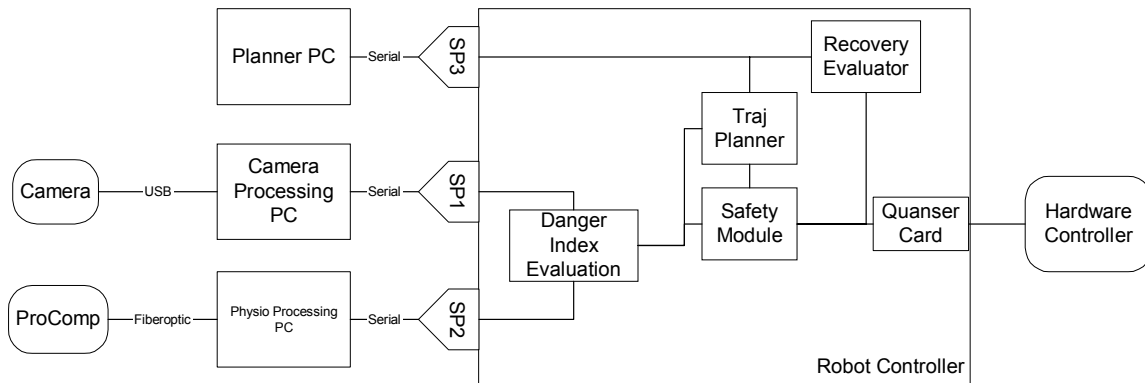 Planner PC
Serial
SP3
Recovery
Evaluator
Traj
Planner
Camera
USB
Camera
Processing
PC
Serial
SP1
Danger
Index
Evaluation
Safety
Module
Quanser
Card
Hardware
Controller
ProComp
Fiberoptic
Physio Processing
PC
Serial
SP2
Robot Controller